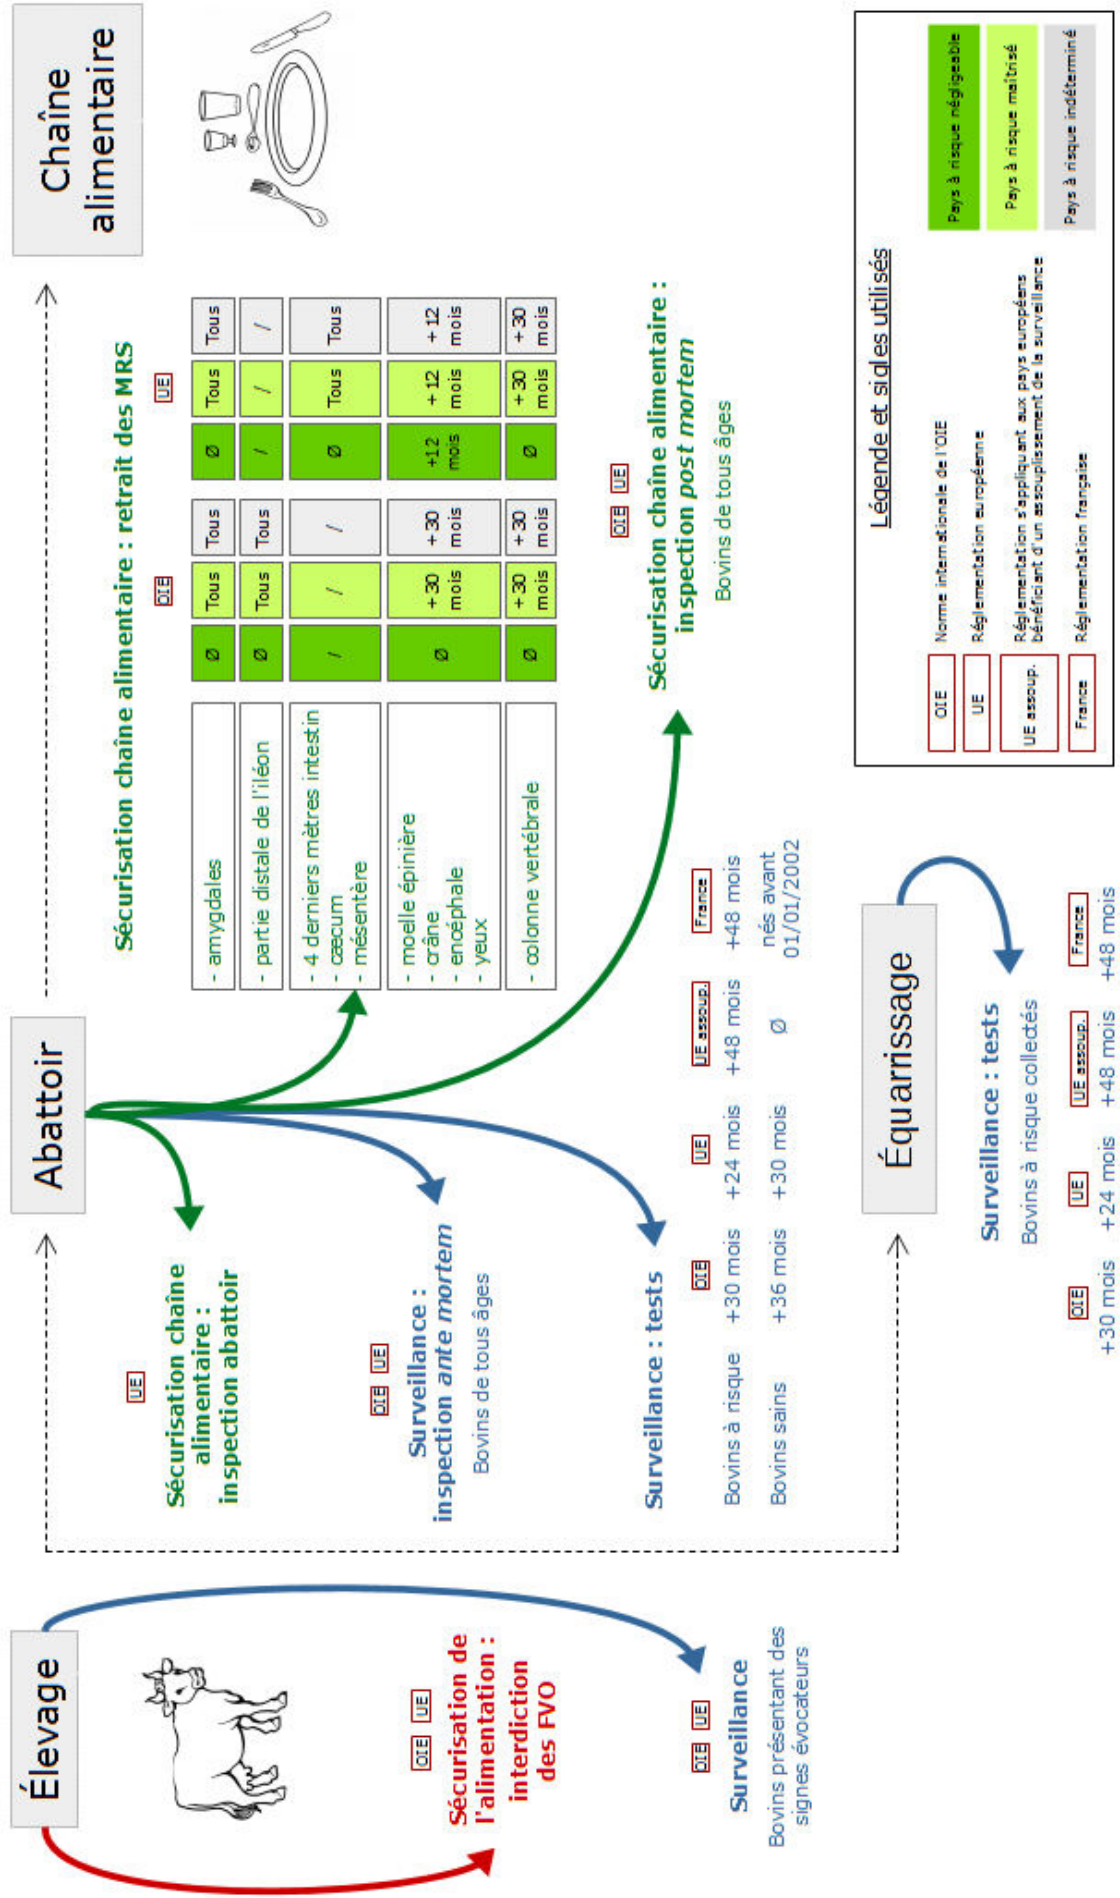 Élevage
OIE UE
Sécurisation de
l'alimentation :
interdiction
des FVO
OIE UE
Surveillance
Bovins présentant des
signes évocateurs
Abattoir
UE
Sécurisation chaîne
alimentaire :
inspection abattoir
OIE UE
Surveillance :
inspection ante mortem
Bovins de tous âges
Surveillance : tests
OIE UE UE assoup. France
Bovins à risque +30 mois +24 mois +48 mois +48 mois
Bovins sains +36 mois +30 mois Ø nés avant
01/01/2002
Sécurisation chaîne alimentaire : retrait des MRS
OIE UE
- amygdales Ø Tous Tous Ø Tous Tous
- partie distale de l'iléon Ø Tous Tous / / /
- 4 derniers mètres intestin
- cæcum
- mésentère
/ / / Ø Tous Tous
- moelle épinière
- crâne
- encéphale
- yeux
Ø +30 mois +30 mois +12 mois +12 mois +12 mois
- colonne vertébrale Ø +30 mois +30 mois Ø +30 mois +30 mois
OIE UE
Sécurisation chaîne alimentaire :
inspection post mortem
Bovins de tous âges
Chaîne
alimentaire
Équarrissage
Surveillance : tests
Bovins à risque collectés
OIE UE UE assoup. France
+30 mois +24 mois +48 mois +48 mois
Légende et sigles utilisés
OIE Norme internationale de l'OIE
UE Réglementation européenne
UE assoup. Réglementation s'appliquant aux pays européens
bénéficiant d'un assouplissement de la surveillance
France Réglementation française
Pays à risque négligeable
Pays à risque maîtrisé
Pays à risque indéterminé